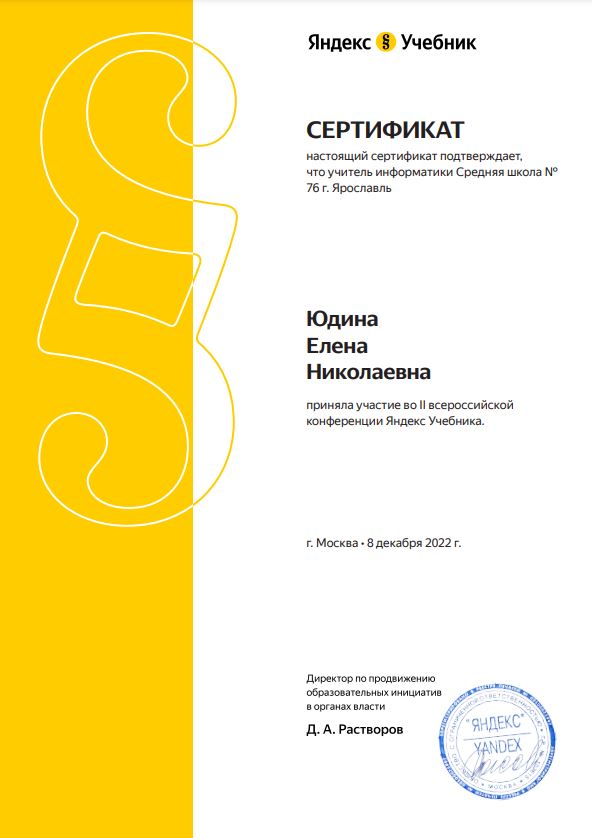 Яндекс Учебник
СЕРТИФИКАТ
настоящий сертификат подтверждает,
что учитель информатики Средняя школа №
76 г. Ярославль
Юдина
Елена
Николаевна
приняла участие во II всероссийской
конференции Яндекс Учебника.
г. Москва • 8 декабря 2022 г.
Директор по продвижению
образовательных инициатив
в органах власти
Д. А. Растворов
"ЯНДЕКС"
YANDEX
МОСКВА